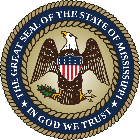 THE GREAT SEAL OF THE STATE OF MISSISSIPPI
IN GOD WE TRUST